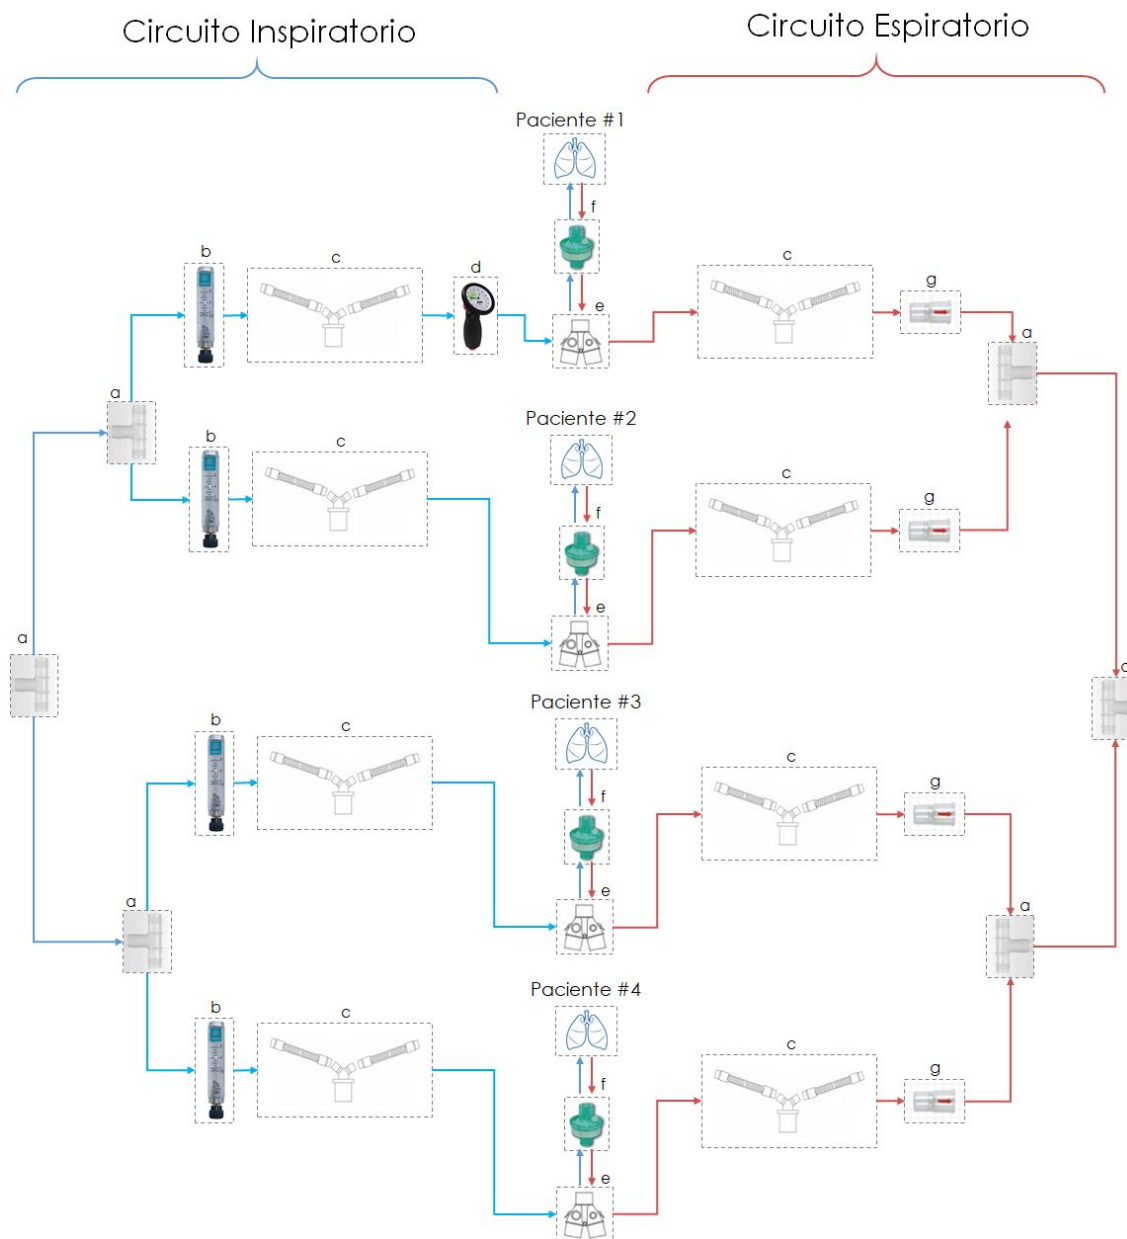 Circuito Inspiratorio
Circuito Espiratorio
Paciente #1
f
b
c
d
e
c
g
a
a
Paciente #2
b
c
f
e
c
g
a
a
Paciente #3
b
c
f
e
c
g
a
a
Paciente #4
b
c
f
e
c
g